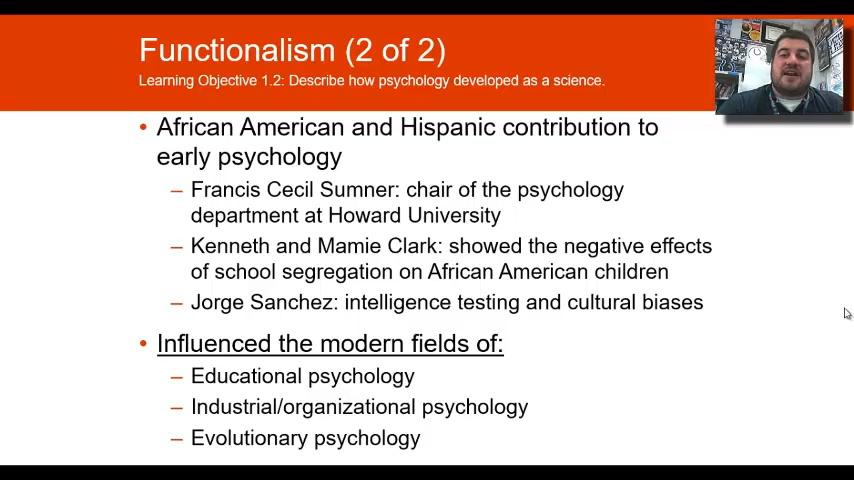 Functionalism (2 of 2)
Learning Objective 1.2: Describe how psychology developed as a science.
• African American and Hispanic contribution to
early psychology
– Francis Cecil Sumner: chair of the psychology
department at Howard University
– Kenneth and Mamie Clark: showed the negative effects
of school segregation on African American children
– Jorge Sanchez: intelligence testing and cultural biases
• Influenced the modern fields of:
– Educational psychology
– Industrial/organizational psychology
– Evolutionary psychology